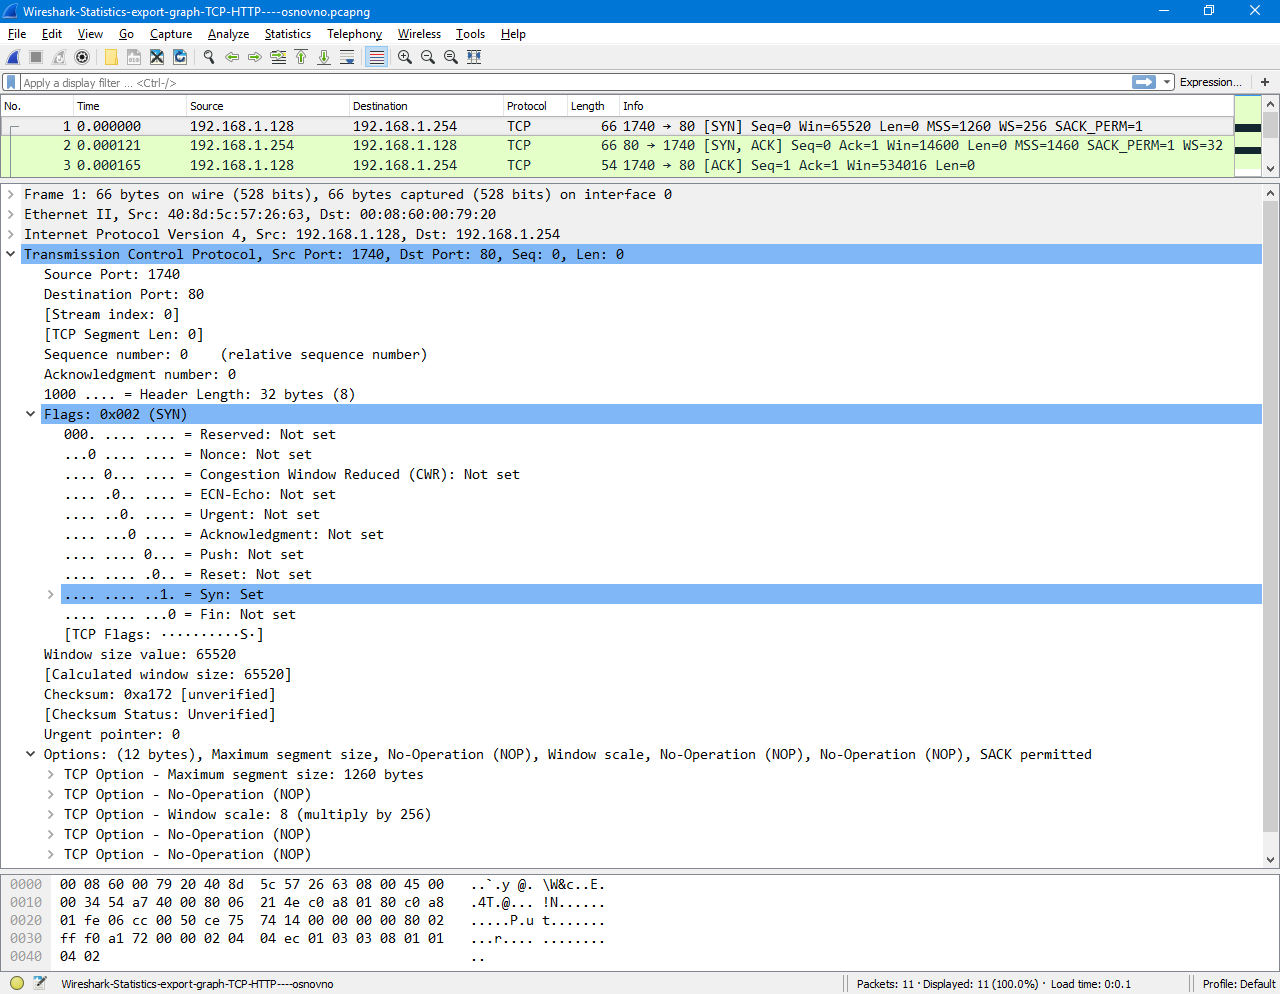 Wireshark-Statistics-export-graph-TCP-HTTP----osnovno.pcapng
File Edit View Go Capture Analyze Statistics Telephony Wireless Tools Help
Apply a display filter ... <Ctrl-/> Expression... +
No. Time Source Destination Protocol Length Info
1 0.000000 192.168.1.128 192.168.1.254 TCP 66 1740 → 80 [SYN] Seq=0 Win=65520 Len=0 MSS=1260 WS=256 SACK_PERM=1
2 0.000121 192.168.1.254 192.168.1.128 TCP 66 80 → 1740 [SYN, ACK] Seq=0 Ack=1 Win=14600 Len=0 MSS=1460 SACK_PERM=1 WS=32
3 0.000165 192.168.1.128 192.168.1.254 TCP 54 1740 → 80 [ACK] Seq=1 Ack=1 Win=534016 Len=0
Frame 1: 66 bytes on wire (528 bits), 66 bytes captured (528 bits) on interface 0
Ethernet II, Src: 40:8d:5c:57:26:63, Dst: 00:08:60:00:79:20
Internet Protocol Version 4, Src: 192.168.1.128, Dst: 192.168.1.254
Transmission Control Protocol, Src Port: 1740, Dst Port: 80, Seq: 0, Len: 0
Source Port: 1740
Destination Port: 80
[Stream index: 0]
[TCP Segment Len: 0]
Sequence number: 0    (relative sequence number)
Acknowledgment number: 0
1000 .... = Header Length: 32 bytes (8)
Flags: 0x002 (SYN)
000. .... .... = Reserved: Not set
...0 .... .... = Nonce: Not set
.... 0... .... = Congestion Window Reduced (CWR): Not set
.... .0.. .... = ECN-Echo: Not set
.... ..0. .... = Urgent: Not set
.... ...0 .... = Acknowledgment: Not set
.... .... 0... = Push: Not set
.... .... .0.. = Reset: Not set
.... .... ..1. = Syn: Set
.... .... ...0 = Fin: Not set
[TCP Flags: ··········S·]
Window size value: 65520
[Calculated window size: 65520]
Checksum: 0xa172 [unverified]
[Checksum Status: Unverified]
Urgent pointer: 0
Options: (12 bytes), Maximum segment size, No-Operation (NOP), Window scale, No-Operation (NOP), No-Operation (NOP), SACK permitted
TCP Option - Maximum segment size: 1260 bytes
TCP Option - No-Operation (NOP)
TCP Option - Window scale: 8 (multiply by 256)
TCP Option - No-Operation (NOP)
TCP Option - No-Operation (NOP)
0000 00 08 60 00 79 20 40 8d 5c 57 26 63 08 00 45 00 ..`.y @. \W&c..E.
0010 00 34 54 a7 40 00 80 06 21 4e c0 a8 01 80 c0 a8 .4T.@... !N......
0020 01 fe 06 cc 00 50 ce 75 74 14 00 00 00 00 80 02 .....P.u t.......
0030 ff f0 a1 72 00 00 02 04 04 ec 01 03 03 08 01 01 ...r.... ........
0040 04 02 ..
Wireshark-Statistics-export-graph-TCP-HTTP----osnovno Packets: 11 · Displayed: 11 (100.0%) · Load time: 0:0.1 Profile: Default